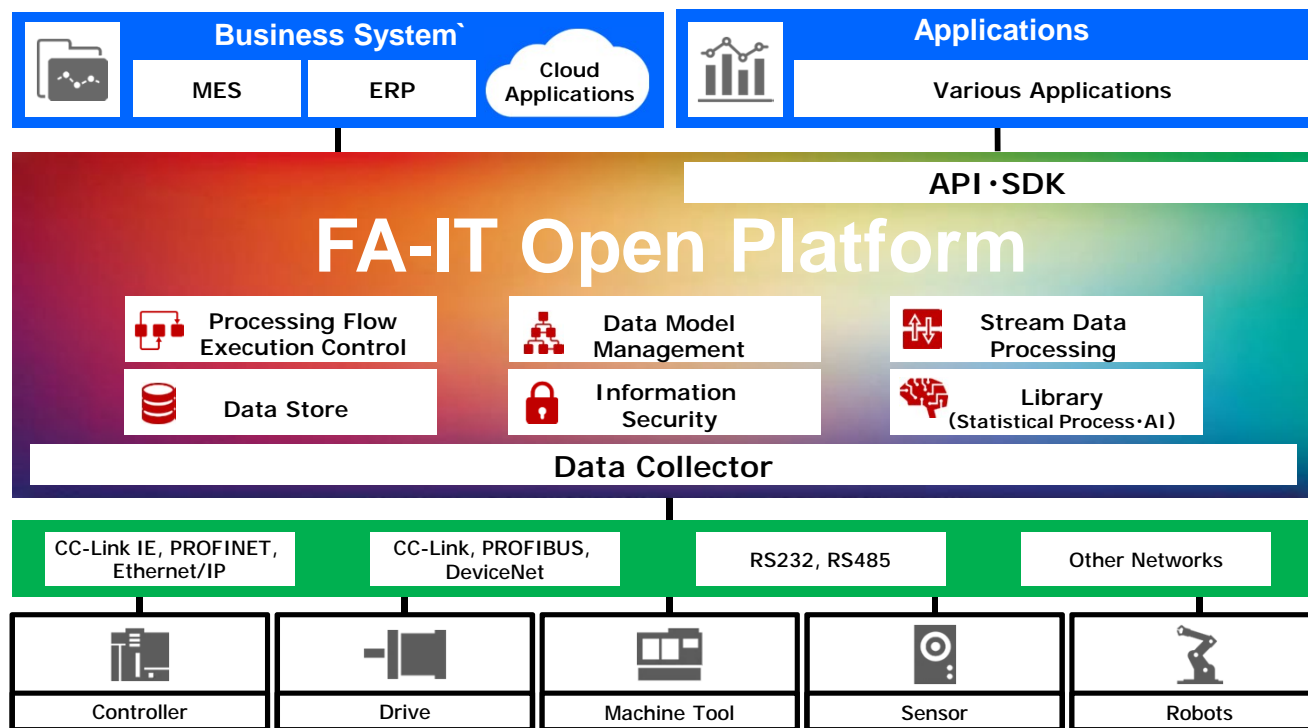 Business System`
MES
ERP
Cloud
Applications
Applications
Various Applications
API・SDK
FA-IT Open Platform
Processing Flow
Execution Control
Data Model
Management
Stream Data
Processing
Data Store
Information
Security
Library
(Statistical Process・AI)
Data Collector
CC-Link IE, PROFINET,
Ethernet/IP
CC-Link, PROFIBUS,
DeviceNet
RS232, RS485
Other Networks
Controller
Drive
Machine Tool
Sensor
Robots